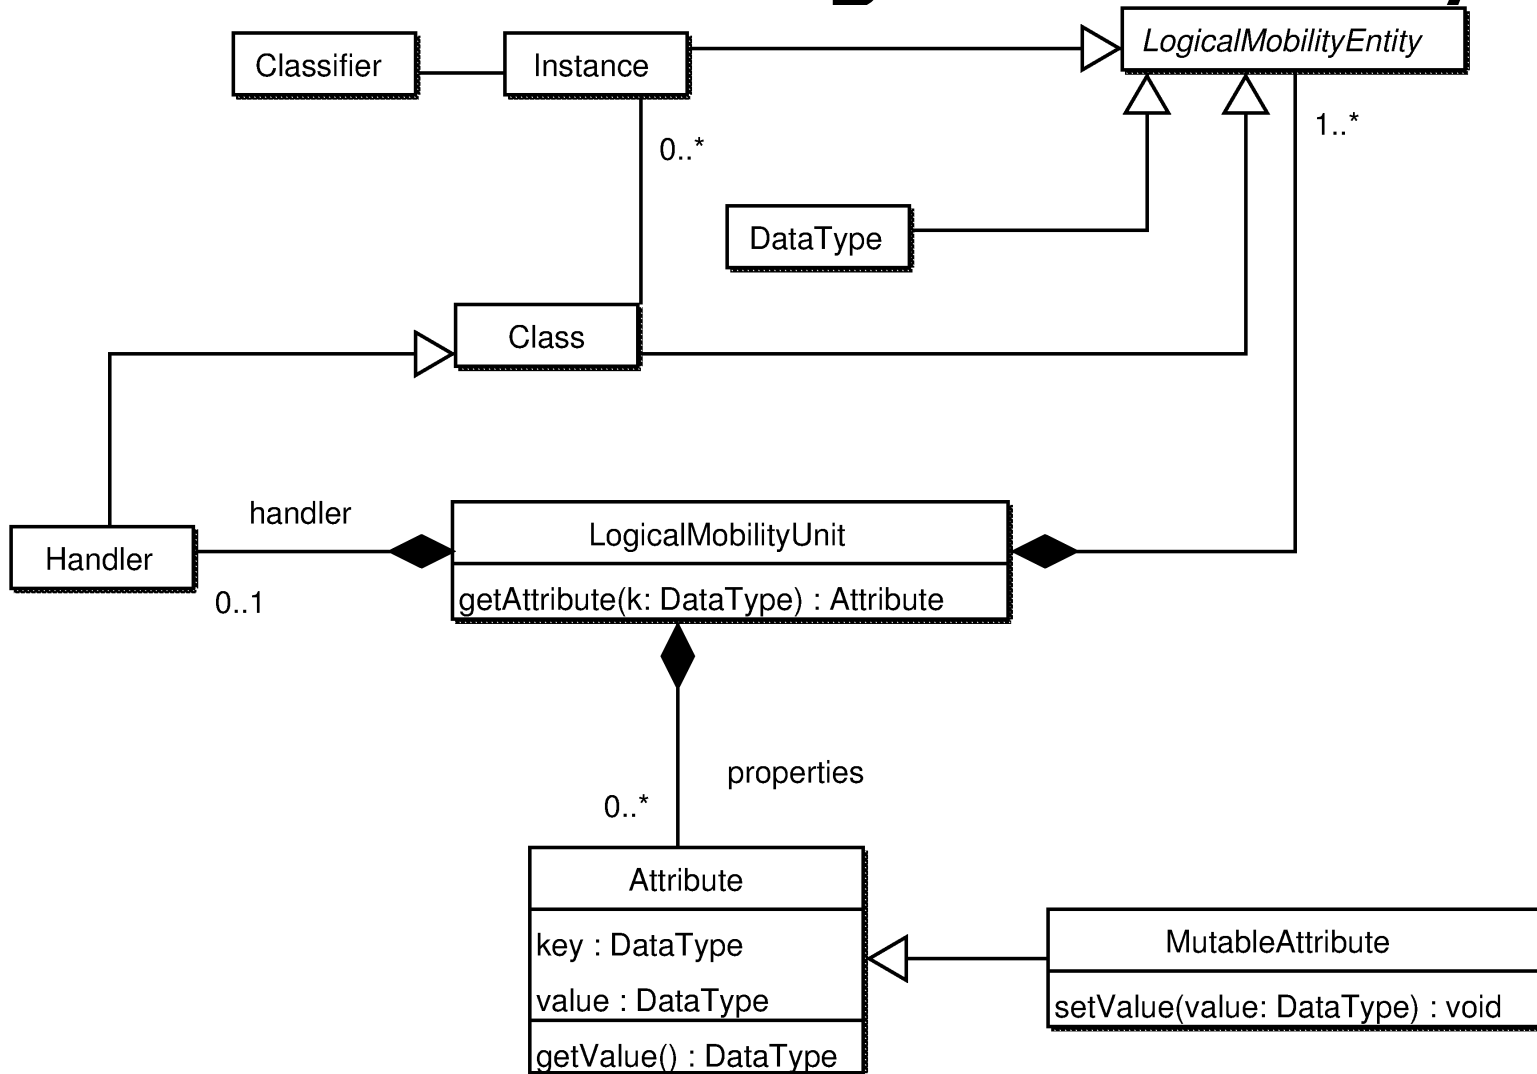 LogicalMobilityEntity
Classifier
Instance
1..*
0..*
DataType
Class
handler
LogicalMobilityUnit
Handler
getAttribute(k: DataType) : Attribute
0..1
properties
0..*
Attribute
key : DataType
MutableAttribute
value : DataType
setValue(value: DataType) : void
getValue() : DataType